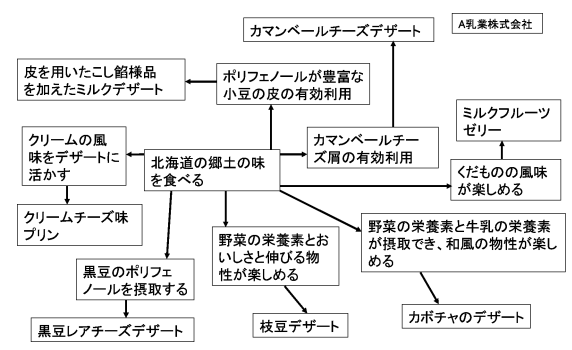 カマンベールチーズデザート
A乳業株式会社
皮を用いたこし餡様品
を加えたミルクデザート
ポリフェノールが豊富な
小豆の皮の有効利用
ミルクフルーツ
ゼリー
クリームの風
味をデザートに
活かす
北海道の郷土の味
を食べる
カマンベールチー
ズ屑の有効利用
くだものの風味
が楽しめる
クリームチーズ味
プリン
野菜の栄養素とお
いしさと伸びる物
性が楽しめる
野菜の栄養素と牛乳の栄養素
が摂取でき、和風の物性が楽し
める
黒豆のポリフェ
ノールを摂取する
黒豆レアチーズデザート
枝豆デザート
カボチャのデザート